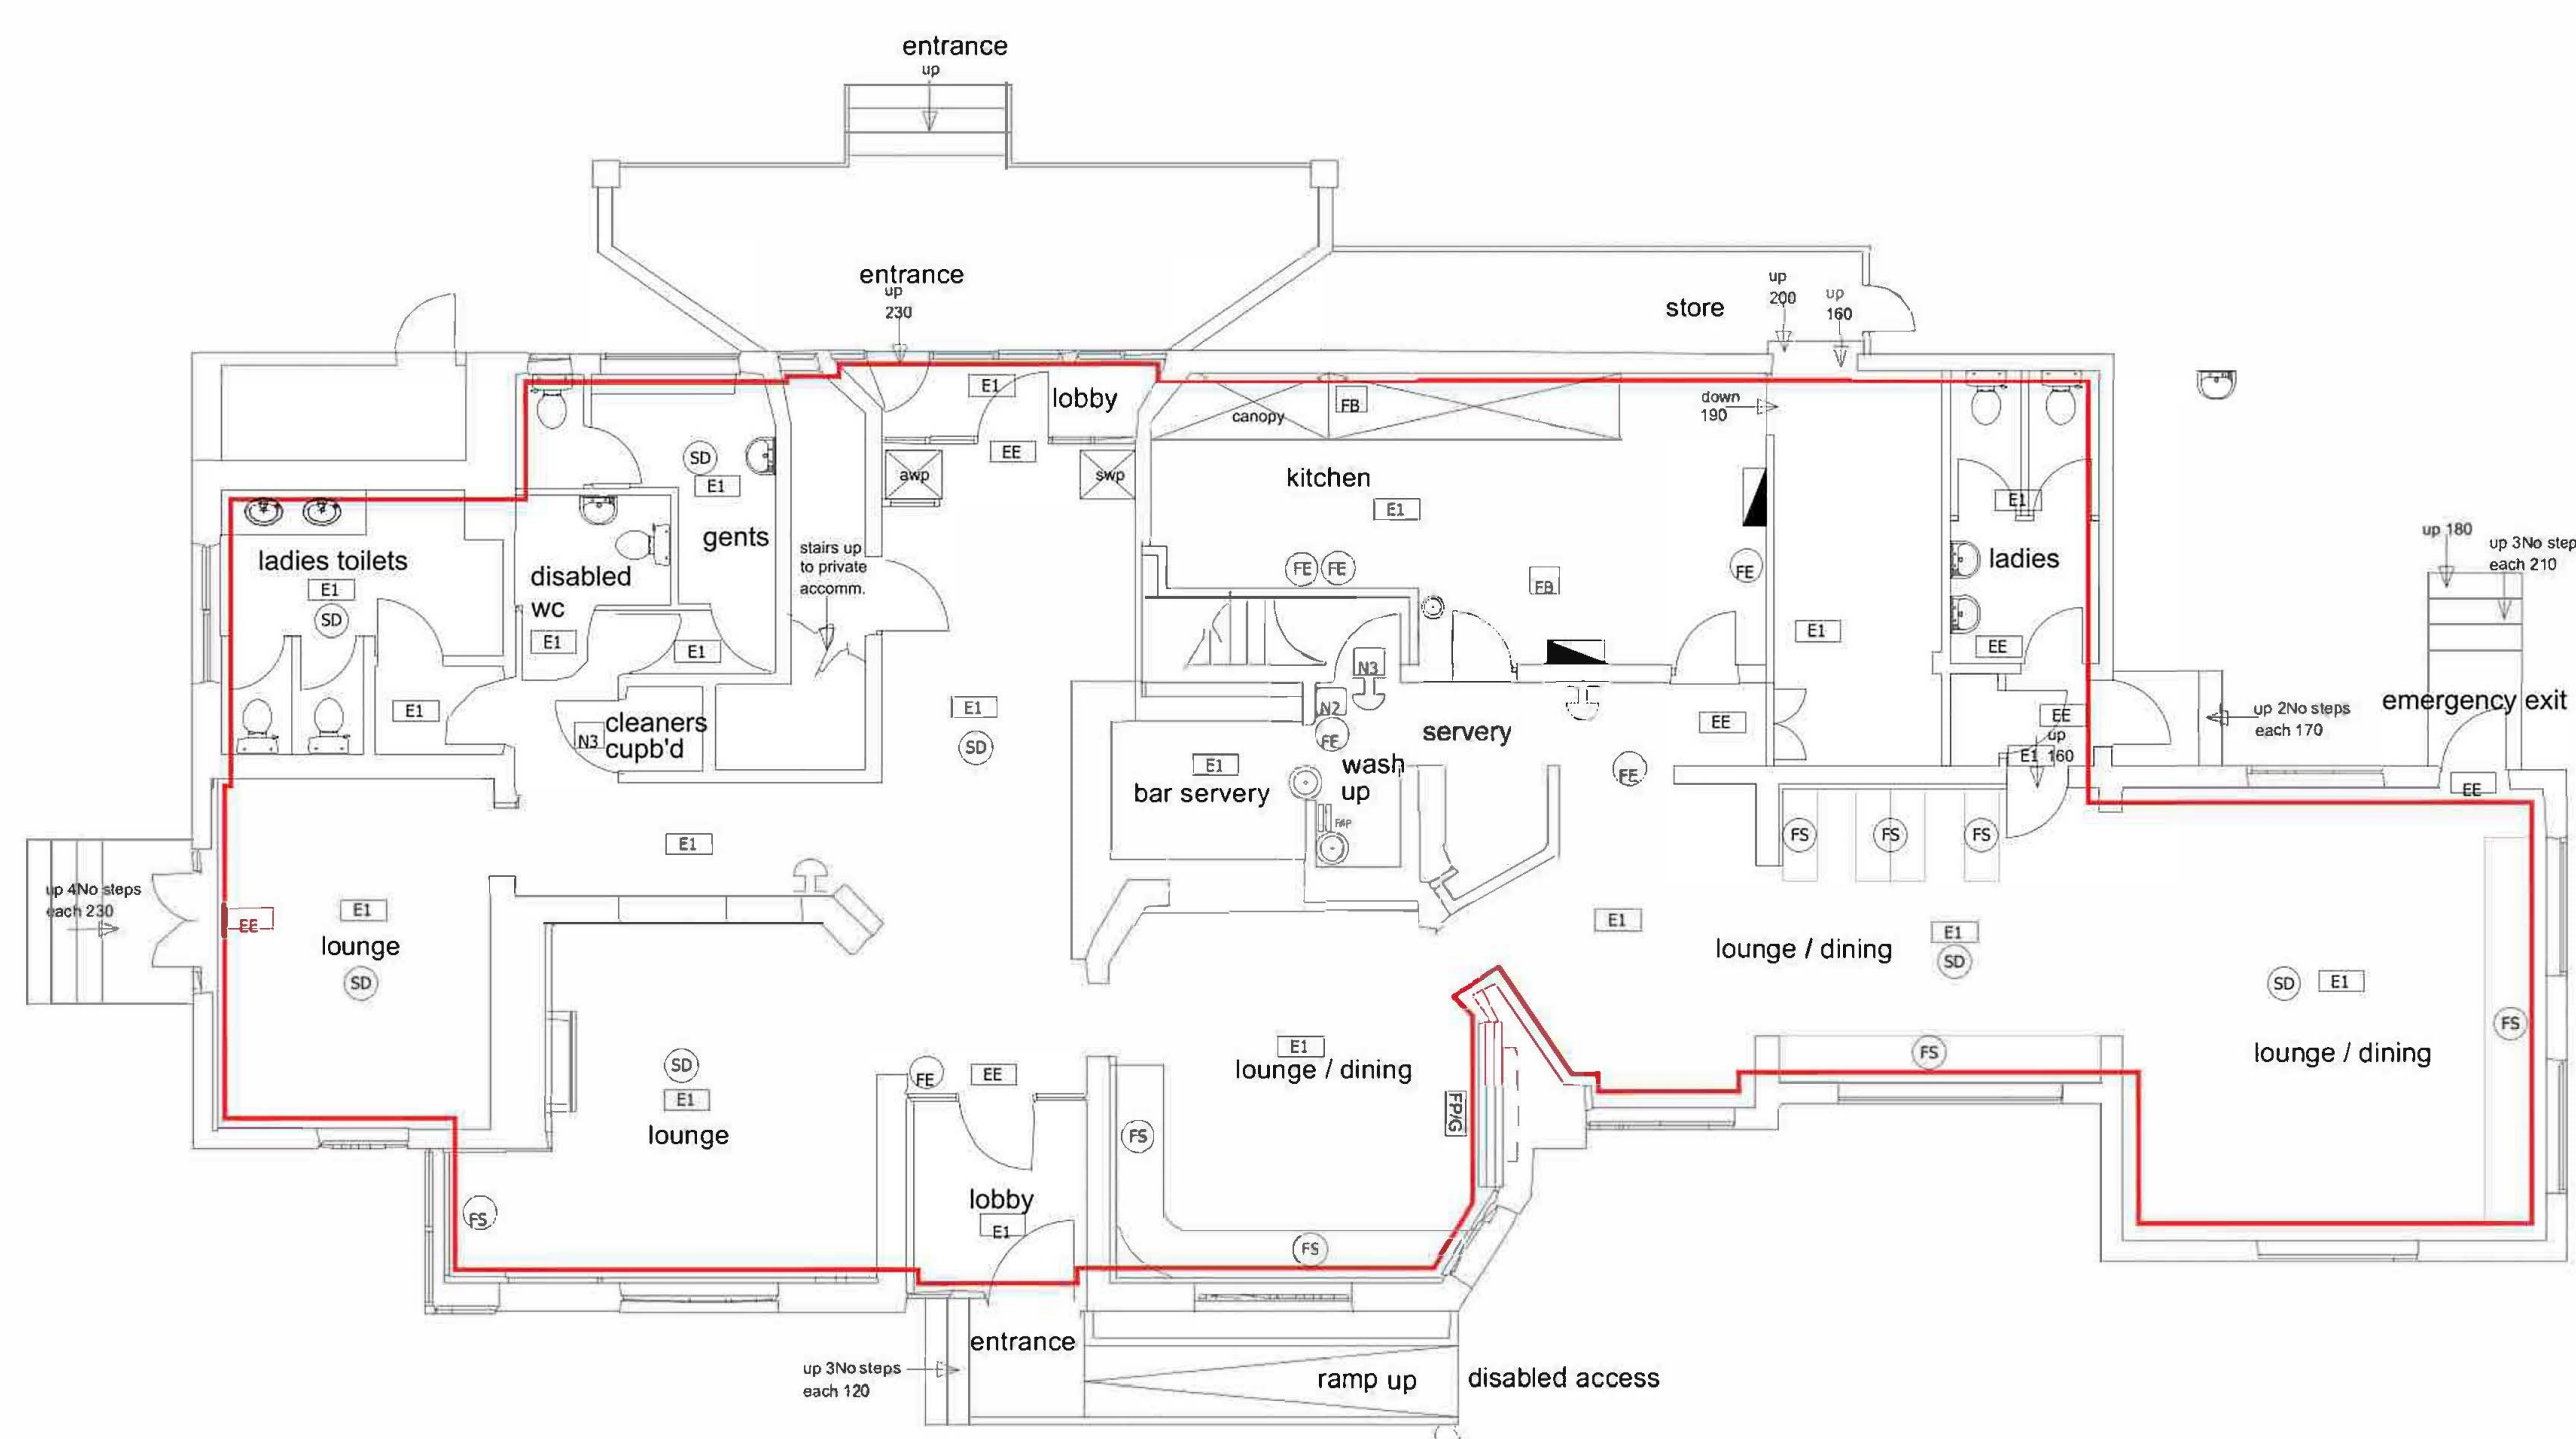 entrance
up
entrance
up
230
store
up
200
up
160
E1
lobby
canopy
FB
down
190
SD
E1
EE
awp
swp
kitchen
E1
E1
gents
ladies toilets
E1
SD
disabled
wc
E1
stairs up
to private
accomm.
FE
FE
FB
FE
ladies
up 180
up 3No step
each 210
E1
E1
EE
N3
E1
cleaners
cupb'd
N3
E1
SD
N2
FE
servery
EE
EE
up
160
E1
up 2No steps
each 170
emergency exit
E1
bar servery
wash
up
FE
EE
E1
FS
FS
FS
up 4No steps
each 230
EE
E1
lounge
SD
E1
lounge / dining
E1
SD
SD
E1
FS
lounge / dining
FS
SD
E1
lounge
FE
EE
E1
lounge / dining
FP/G
FS
FS
lobby
E1
FS
entrance
up 3No steps
each 120
ramp up
disabled access